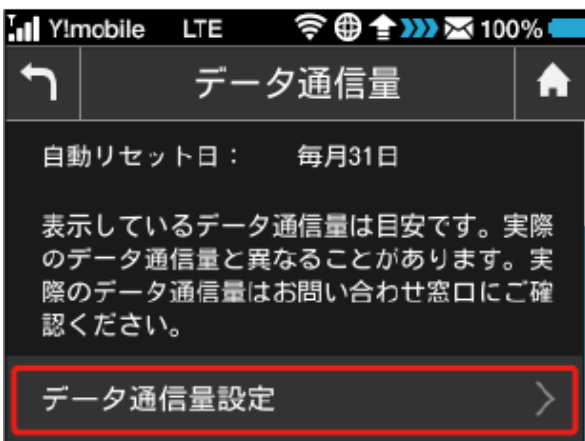 Y!mobile LTE 100%
データ通信量
自動リセット日： 毎月31日
表示しているデータ通信量は目安です。実際
のデータ通信量と異なることがあります。実
際のデータ通信量はお問い合わせ窓口にご確
認ください。
データ通信量設定